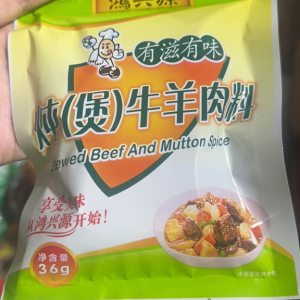 鸿兴源
有滋有味
炖(煲)牛羊肉料
Stewed Beef And Mutton Spice
享受美味
从鸿兴源开始!
净含量
36g